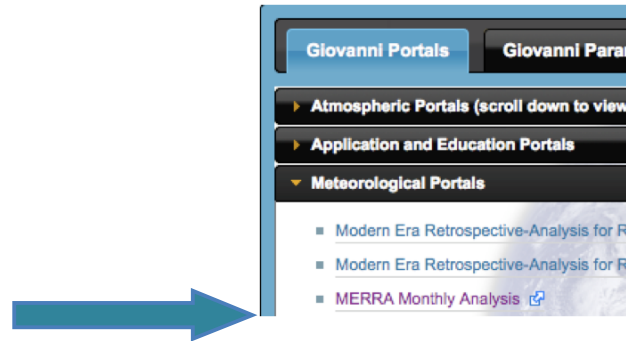 Giovanni Portals Giovanni Para
Atmospheric Portals (scroll down to view
Application and Education Portals
Meteorological Portals
Modern Era Retrospective-Analysis for R
Modern Era Retrospective-Analysis for R
MERRA Monthly Analysis